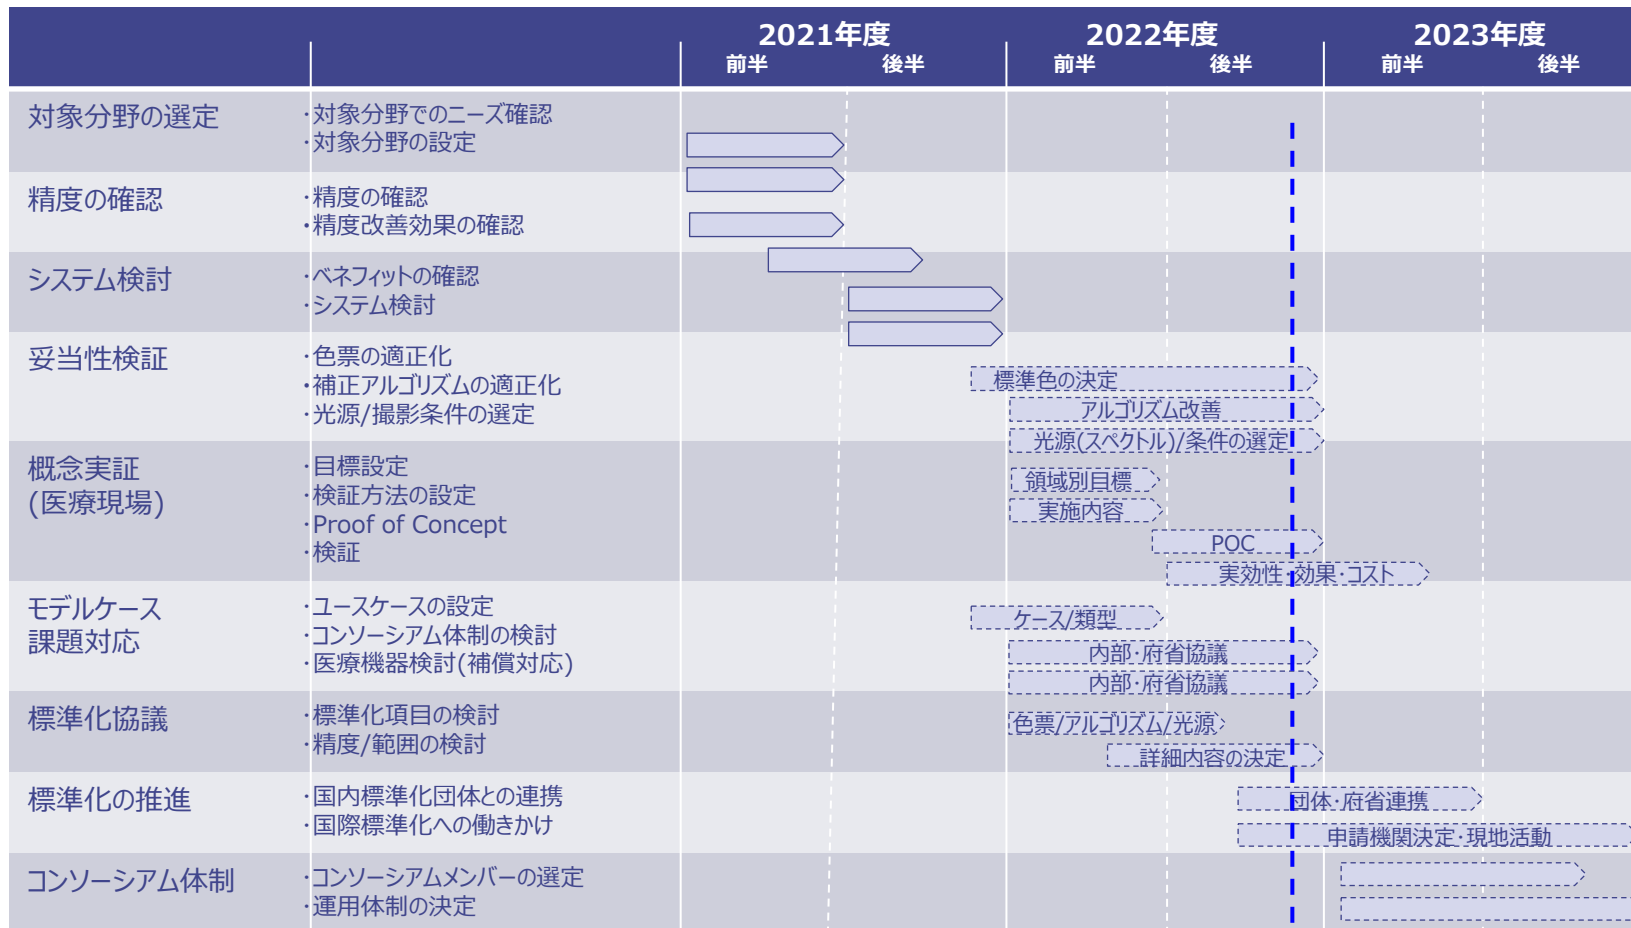 2021年度 2022年度 2023年度
前半 後半 前半 後半 前半 後半
対象分野の選定
・対象分野でのニーズ確認
・対象分野の設定
精度の確認
・精度の確認
・精度改善効果の確認
システム検討
・ベネフィットの確認
・システム検討
妥当性検証
・色票の適正化
・補正アルゴリズムの適正化
・光源/撮影条件の選定
標準色の決定
アルゴリズム改善
光源(スペクトル)/条件の選定
概念実証
(医療現場)
・目標設定
・検証方法の設定
・Proof of Concept
・検証
領域別目標
実施内容
POC
実効性・効果・コスト
モデルケース
課題対応
・ユースケースの設定
・コンソーシアム体制の検討
・医療機器検討(補償対応)
ケース/類型
内部・府省協議
内部・府省協議
標準化協議
・標準化項目の検討
・精度/範囲の検討
色票/アルゴリズム/光源
詳細内容の決定
標準化の推進
・国内標準化団体との連携
・国際標準化への働きかけ
団体・府省連携
申請機関決定・現地活動
コンソーシアム体制
・コンソーシアムメンバーの選定
・運用体制の決定